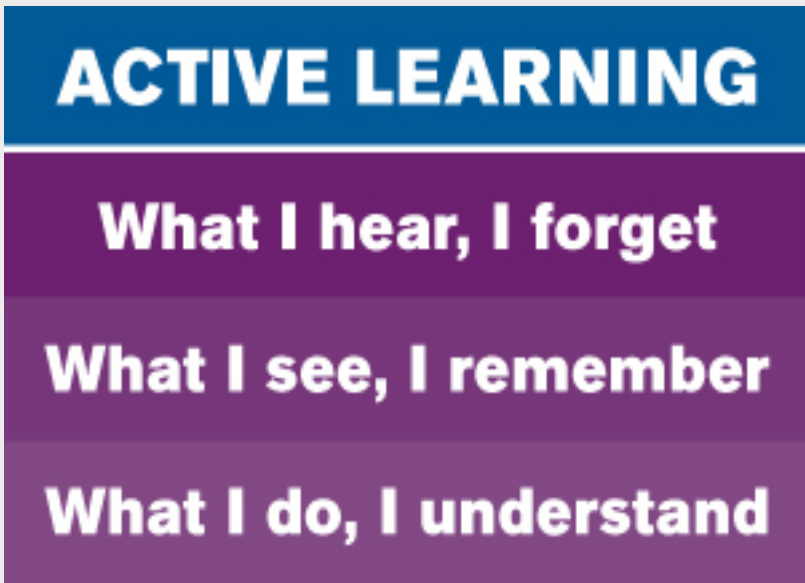 ACTIVE LEARNING
What I hear, I forget
What I see, I remember
What I do, I understand